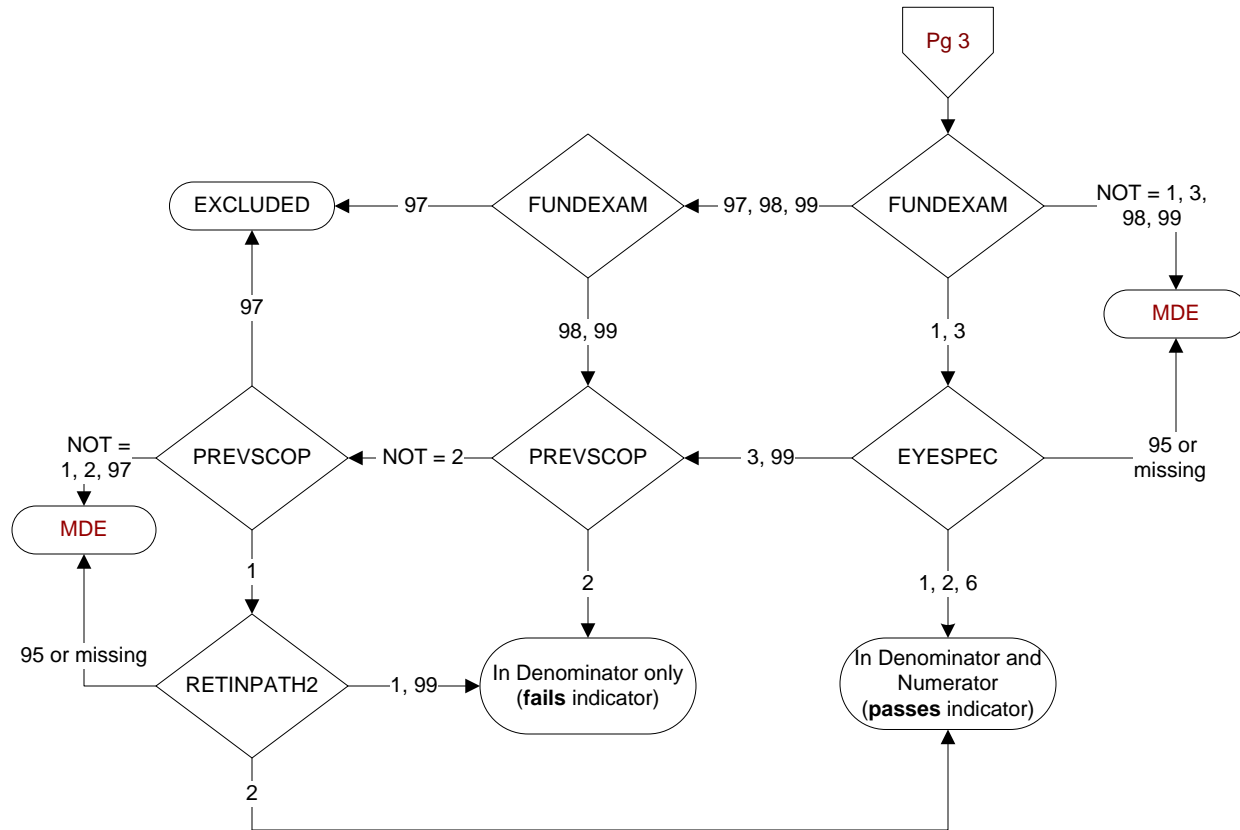 Pg 3
EXCLUDED
97
FUNDEXAM
97, 98, 99
FUNDEXAM
NOT = 1, 3,
98, 99
97
98, 99
1, 3
MDE
NOT =
1, 2, 97
PREVSCOP
NOT = 2
PREVSCOP
3, 99
EYESPEC
95 or
missing
MDE
1
2
1, 2, 6
95 or missing
RETINPATH2
1, 99
In Denominator only
(fails indicator)
In Denominator and
Numerator
(passes indicator)
2